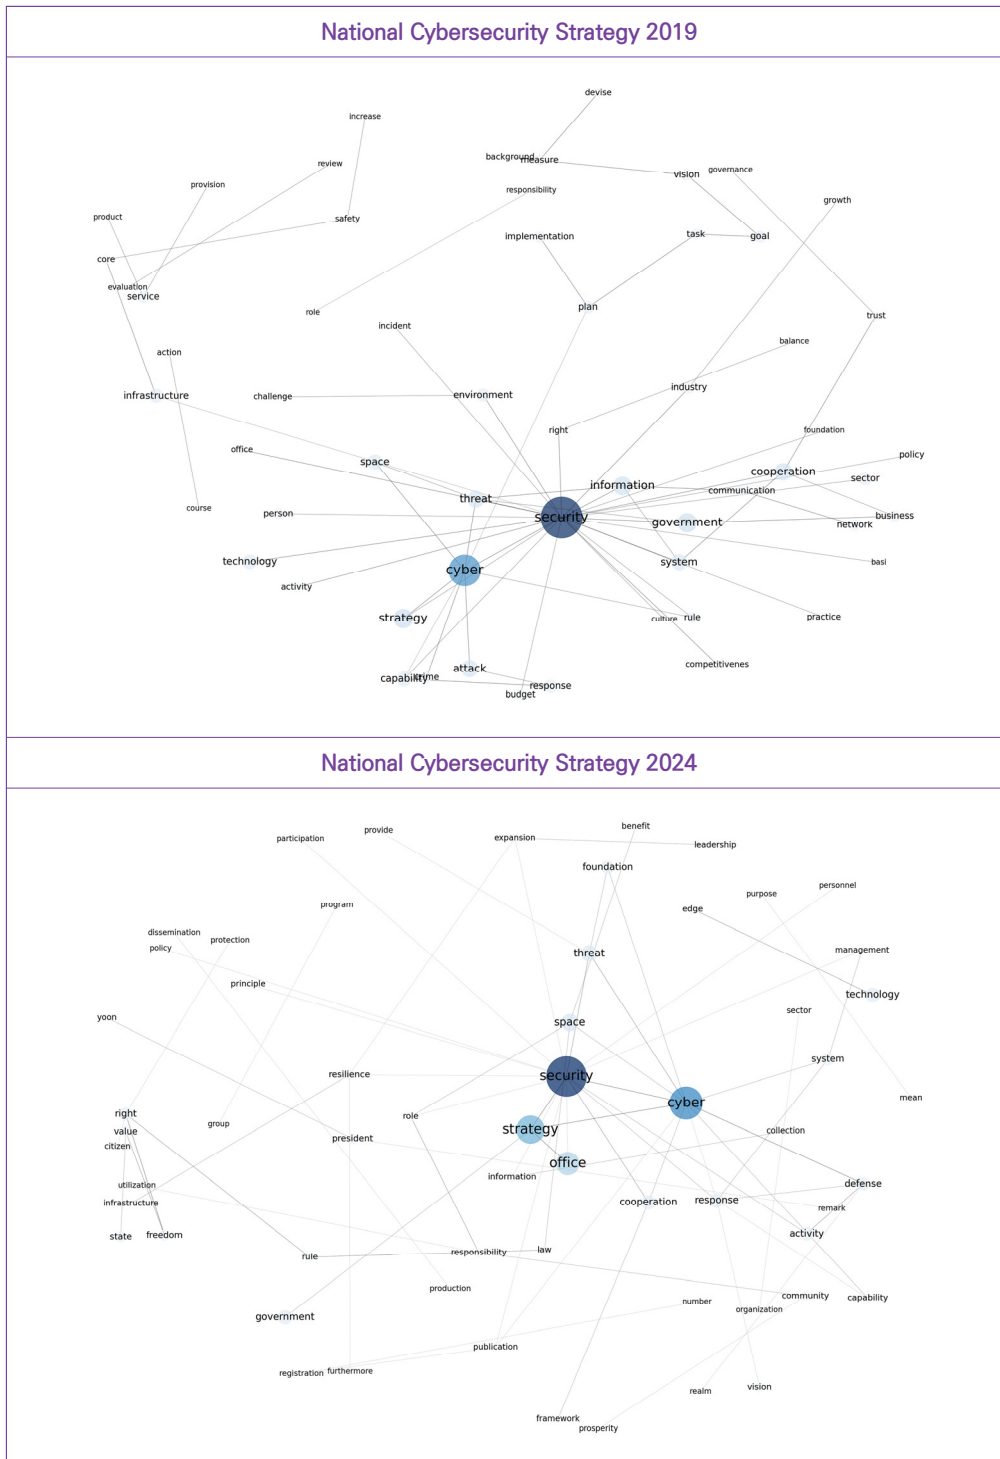 National Cybersecurity Strategy 2019
devise
increase
background
measure
review
vision
governance
provision
responsibility
growth
product
safety
implementation
task
goal
core
evaluation
service
plan
role
trust
incident
balance
action
industry
infrastructure
challenge
environment
right
foundation
office
policy
space
cooperation
sector
information
communication
threat
course
person
security
government
business
network
technology
system
basi
cyber
activity
strategy
culture
rule
practice
competitivenes
attack
capability
crime
response
budget
National Cybersecurity Strategy 2024
benefit
provide
participation
expansion
leadership
foundation
personnel
purpose
program
edge
dissemination
protection
policy
management
threat
principle
technology
sector
yoon
space
system
resilience
security
mean
cyber
right
role
group
value
strategy
collection
president
citizen
office
information
utilization
defense
infrastructure
cooperation
response
remark
state
freedom
activity
law
responsibility
rule
production
community
capability
number
organization
government
publication
registration
furthermore
vision
realm
framework
prosperity